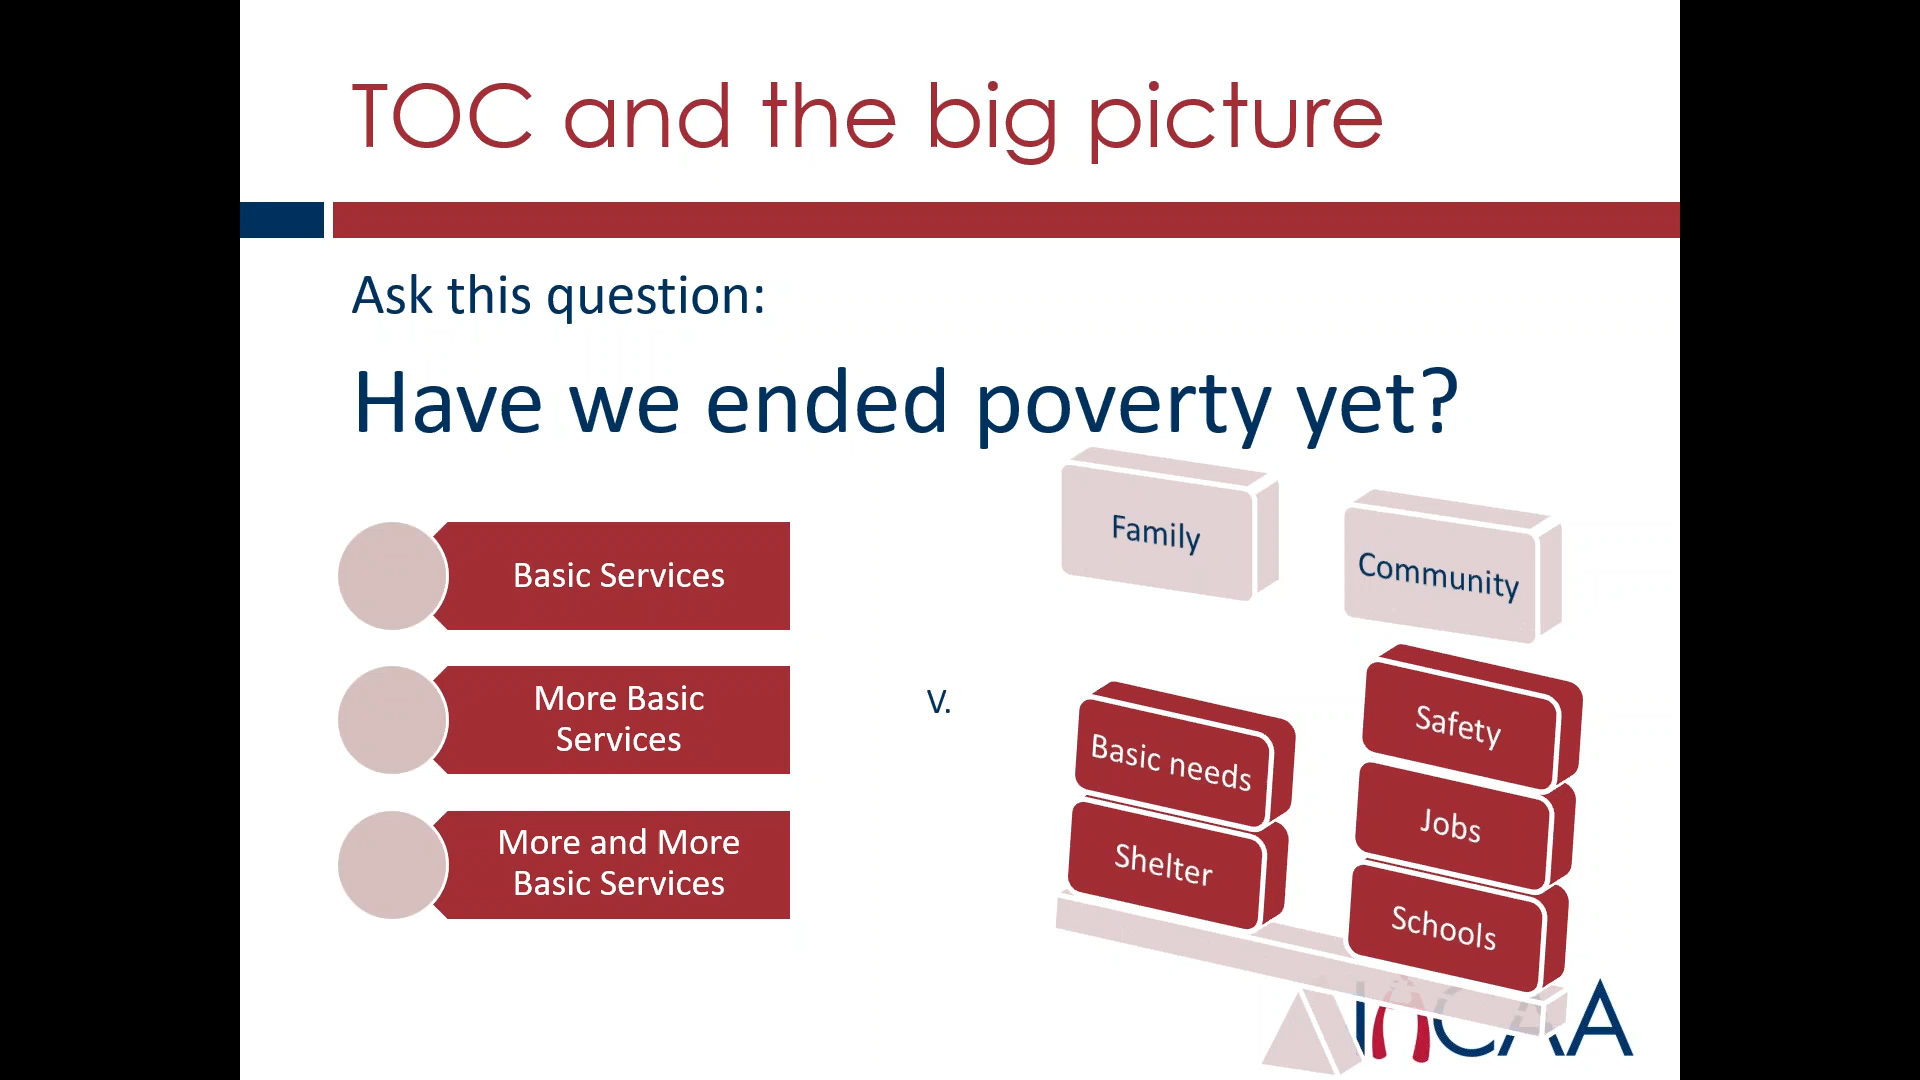 TOC and the big picture
Ask this question:
Have we ended poverty yet?
Basic Services
More Basic
Services
More and More
Basic Services
V.
Family
Community
Basic needs
Shelter
Safety
Jobs
Schools
INCAA